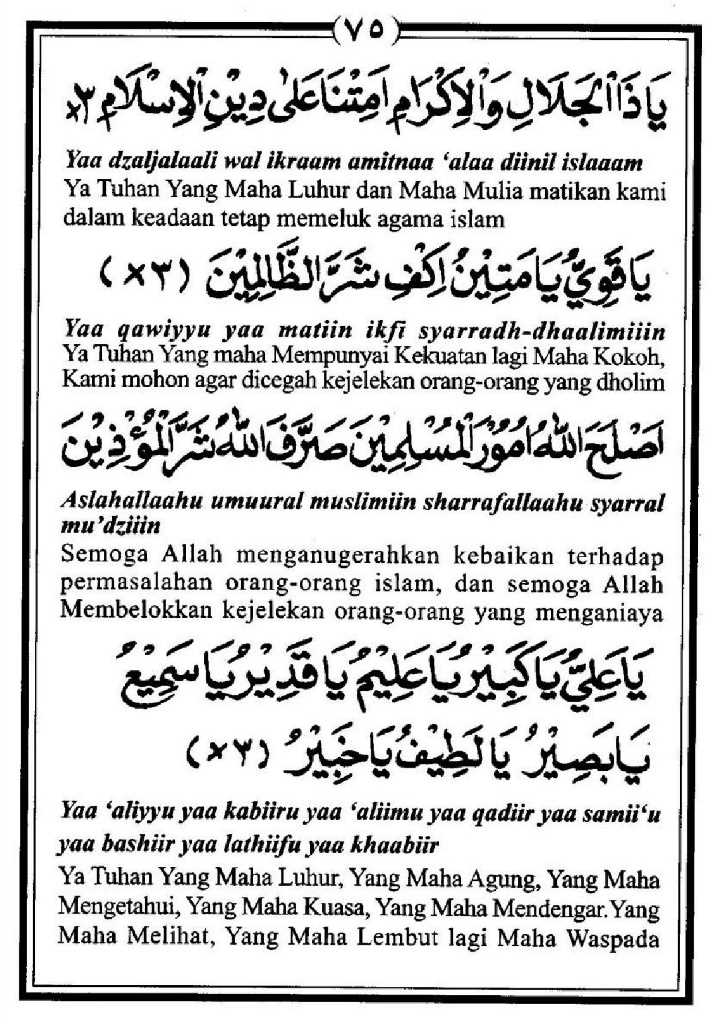 (٧٥)
يَا ذَا الْجَلَالِ وَالْاِكْرَامِ اَمِتْنَا عَلٰى دِيْنِ الْاِسْلَامِ ×٣
Yaa dzaljalaali wal ikraam amitnaa ‘alaa diinil islaaam
Ya Tuhan Yang Maha Luhur dan Maha Mulia matikan kami
dalam keadaan tetap memeluk agama islam
يَا قَوِيُّ يَا مَتِيْنُ اِكْفِ شَرَّ الظَّالِمِيْنَ (×٣)
Yaa qawiyyu yaa matiin ikfi syarradh-dhaalimiiin
Ya Tuhan Yang maha Mempunyai Kekuatan lagi Maha Kokoh,
Kami mohon agar dicegah kejelekan orang-orang yang dholim
اَصْلَحَ اللهُ اُمُوْرَ الْمُسْلِمِيْنَ صَرَّفَ اللهُ شَرَّ الْمُؤْذِيْنَ
Aslahallaahu umuural muslimiin sharrafallaahu syarral
mu’dziiin
Semoga Allah menganugerahkan kebaikan terhadap
permasalahan orang-orang islam, dan semoga Allah
Membelokkan kejelekan orang-orang yang menganiaya
يَا عَلِيُّ يَا كَبِيْرُ يَا عَلِيْمُ يَا قَدِيْرُ يَا سَمِيْعُ
يَا بَصِيْرُ يَا لَطِيْفُ يَا خَبِيْرُ (×٣)
Yaa ‘aliyyu yaa kabiiru yaa ‘aliimu yaa qadiir yaa samii‘u
yaa bashiir yaa lathiifu yaa khaabiir
Ya Tuhan Yang Maha Luhur, Yang Maha Agung, Yang Maha
Mengetahui, Yang Maha Kuasa, Yang Maha Mendengar.Yang
Maha Melihat, Yang Maha Lembut lagi Maha Waspada